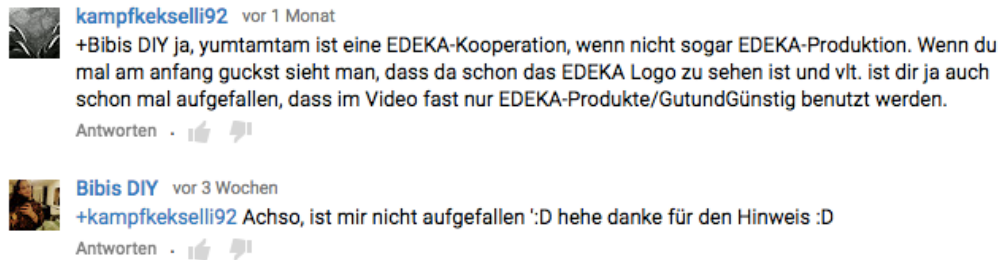 kampfkekselli92 vor 1 Monat
+Bibis DIY ja, yumtamtam ist eine EDEKA-Kooperation, wenn nicht sogar EDEKA-Produktion. Wenn du
mal am anfang guckst sieht man, dass da schon das EDEKA Logo zu sehen ist und vlt. ist dir ja auch
schon mal aufgefallen, dass im Video fast nur EDEKA-Produkte/GutundGünstig benutzt werden.
Antworten ·
Bibis DIY vor 3 Wochen
+kampfkekselli92 Achso, ist mir nicht aufgefallen ':D hehe danke für den Hinweis :D
Antworten ·